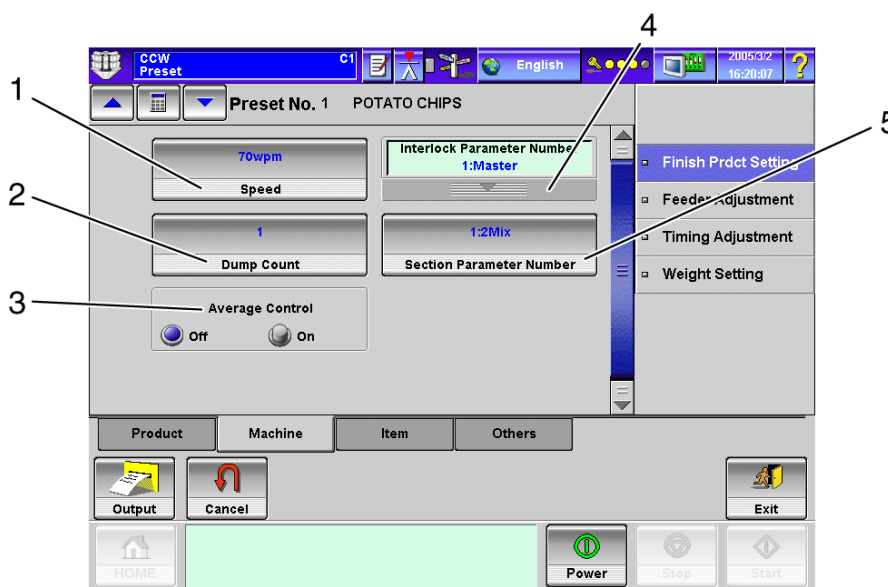 4
CCW C1
Preset
English
2005/3/2
16:20:07
?
1
Preset No. 1 POTATO CHIPS
5
70wpm
Speed
Interlock Parameter Number
1:Master
Finish Prdct Setting
2
Feeder Adjustment
1
Dump Count
1:2Mix
Section Parameter Number
Timing Adjustment
Weight Setting
3
Average Control
Off On
Product Machine Item Others
Output Cancel Exit
HOME Power Stop Start